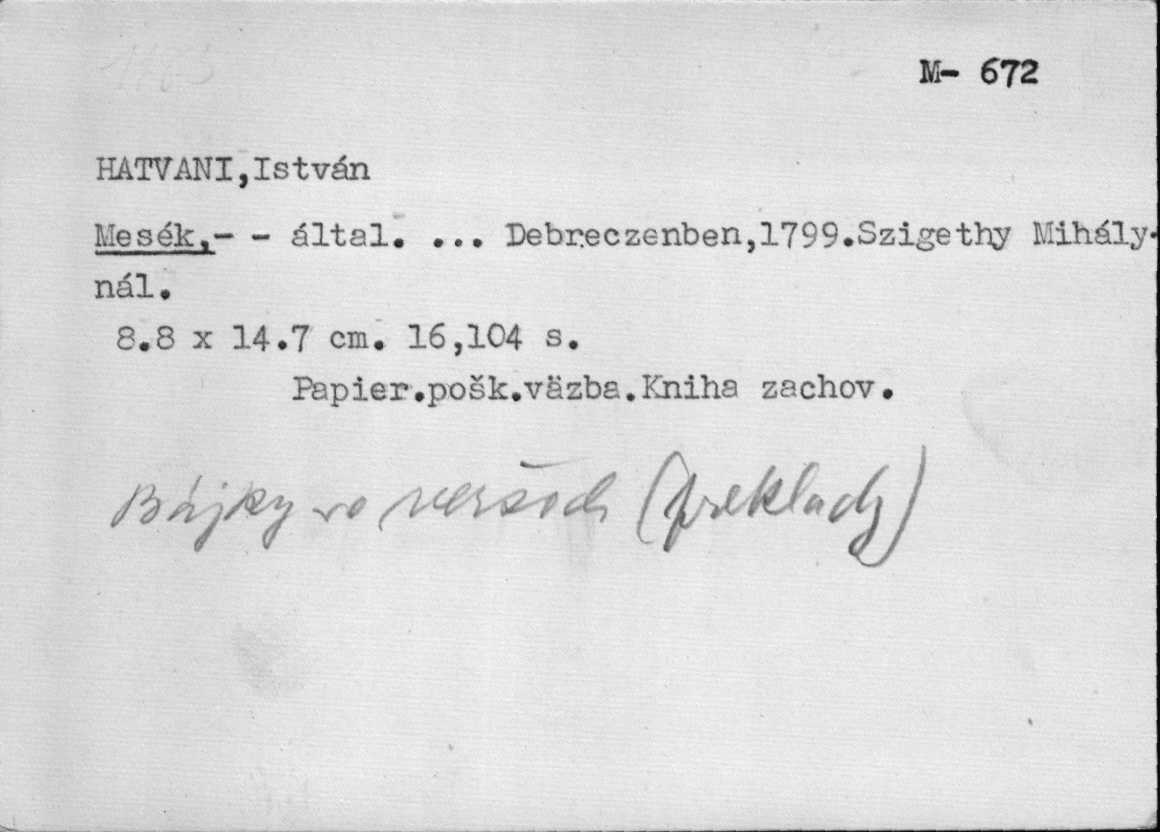 M- 672
HATVANI,István
Mesék,- - által. ... Debreczenben,1799.Szigethy Mihály-
nál.
8.8 x 14.7 cm. 16,104 s.
Papier.pošk.väzba.Kniha zachov.
Bájky vo veršoch (preklady)